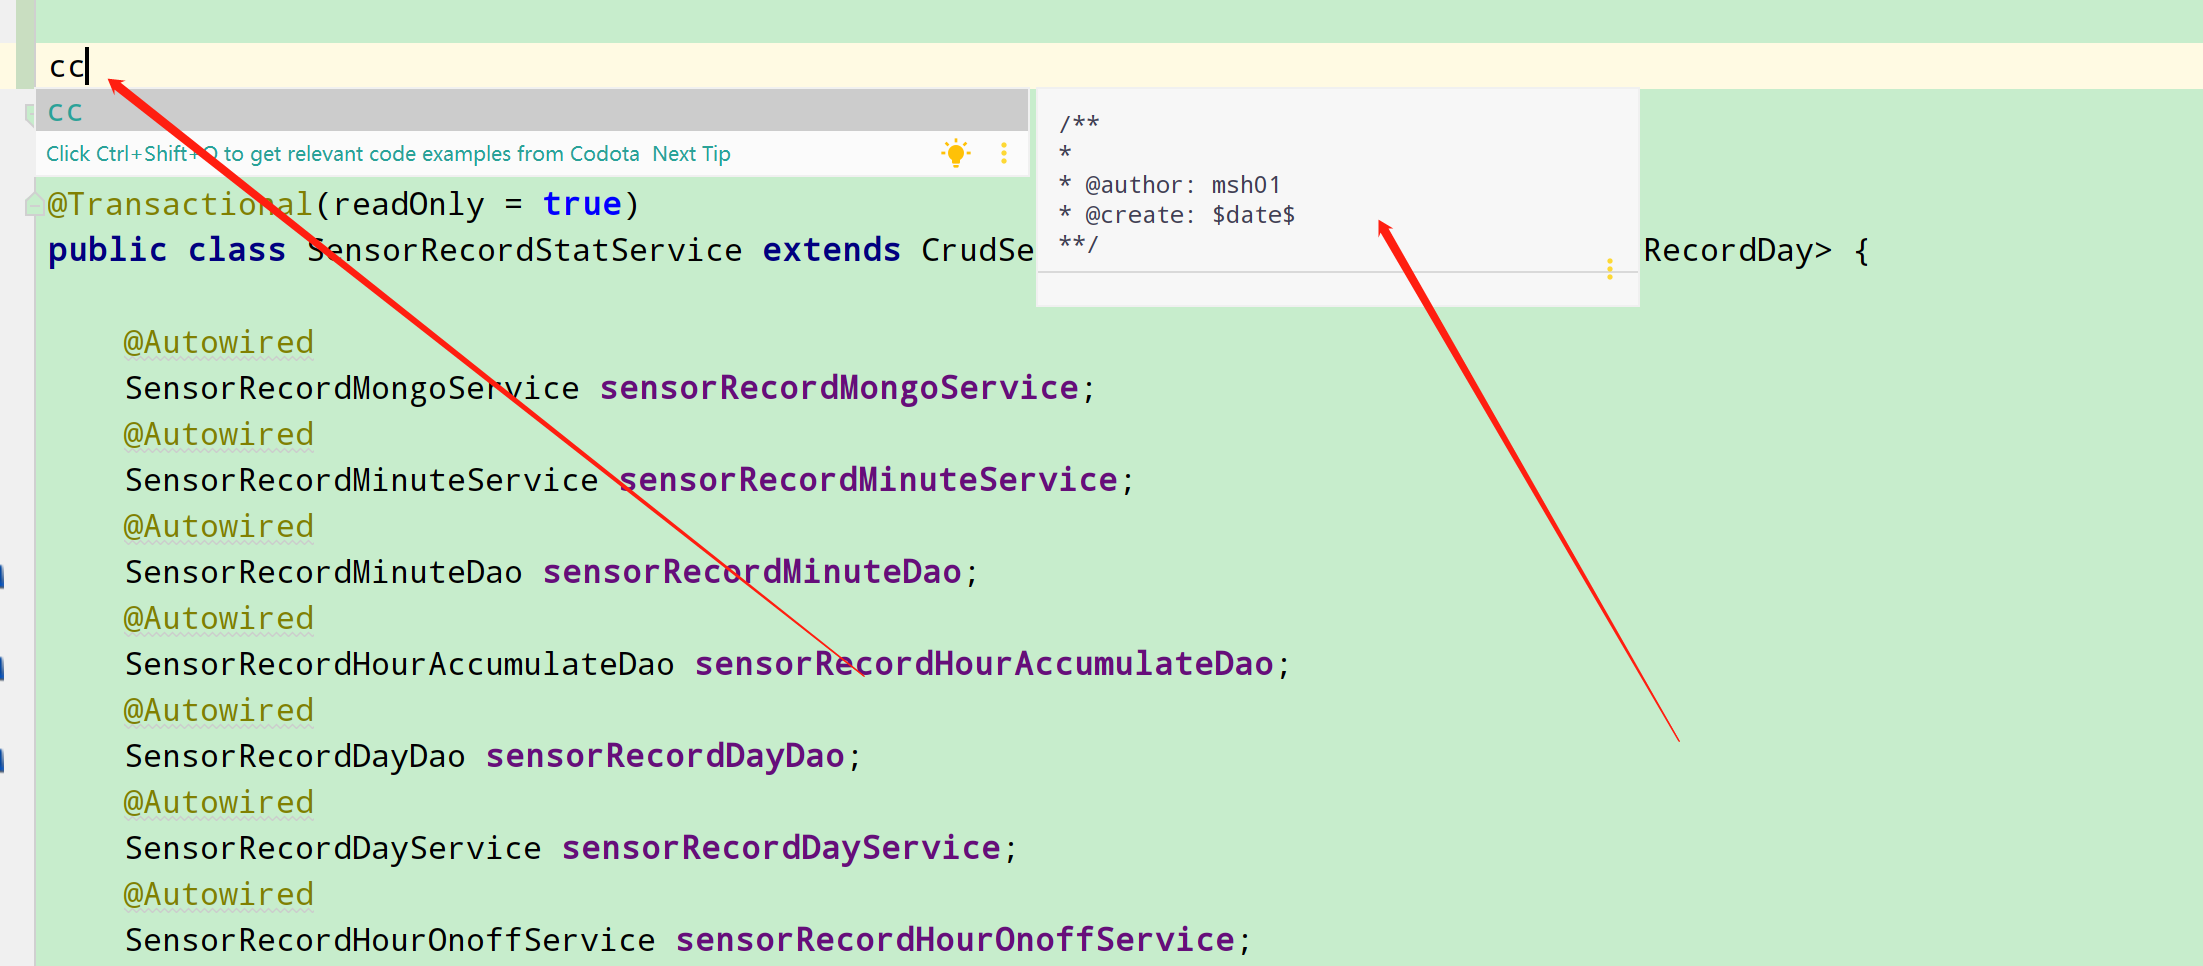 cc
cc
Click Ctrl+Shift+O to get relevant code examples from Codota Next Tip
/**
*
* @author: msh01
* @create: $date$
**/
@Transactional(readOnly = true)
public class SensorRecordStatService extends CrudSe RecordDay> {
@Autowired
SensorRecordMongoService sensorRecordMongoService;
@Autowired
SensorRecordMinuteService sensorRecordMinuteService;
@Autowired
SensorRecordMinuteDao sensorRecordMinuteDao;
@Autowired
SensorRecordHourAccumulateDao sensorRecordHourAccumulateDao;
@Autowired
SensorRecordDayDao sensorRecordDayDao;
@Autowired
SensorRecordDayService sensorRecordDayService;
@Autowired
SensorRecordHourOnoffService sensorRecordHourOnoffService;